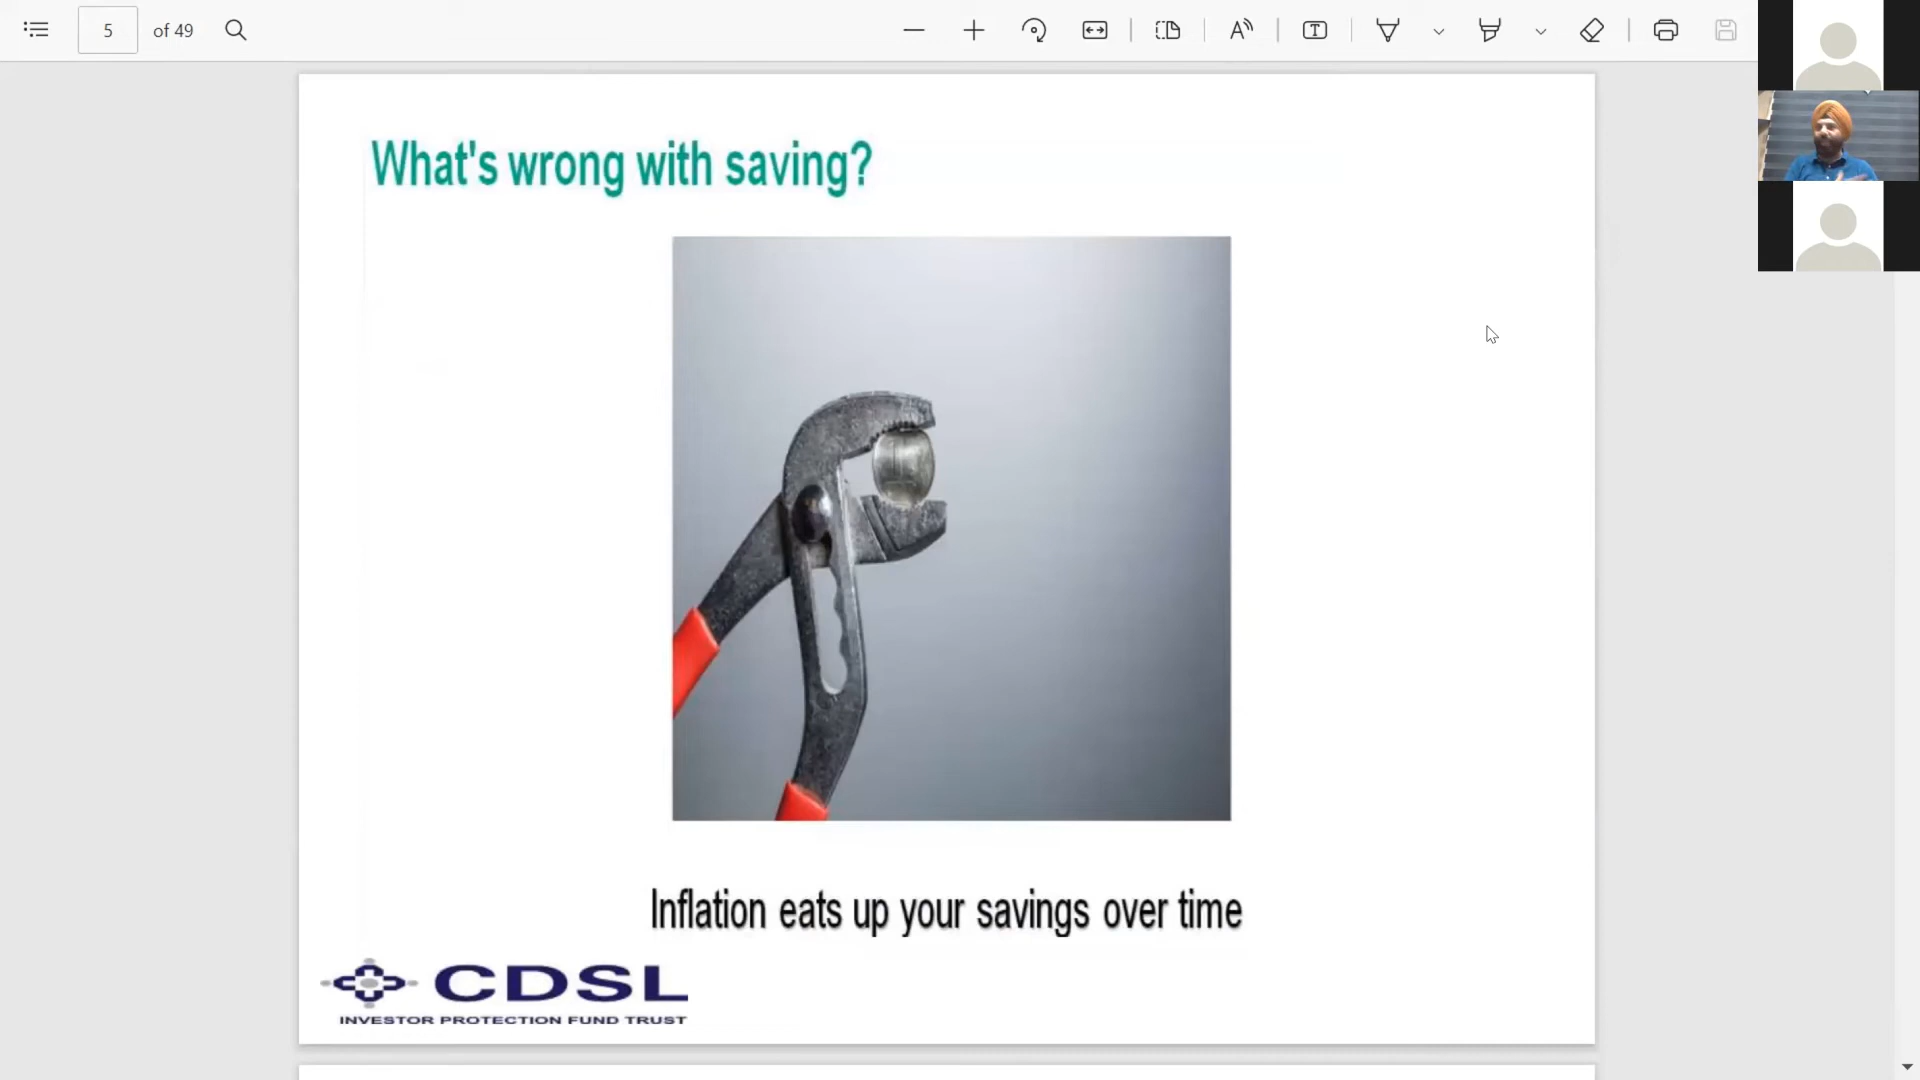 5 of 49
What's wrong with saving?
Inflation eats up your savings over time
CDSL
INVESTOR PROTECTION FUND TRUST